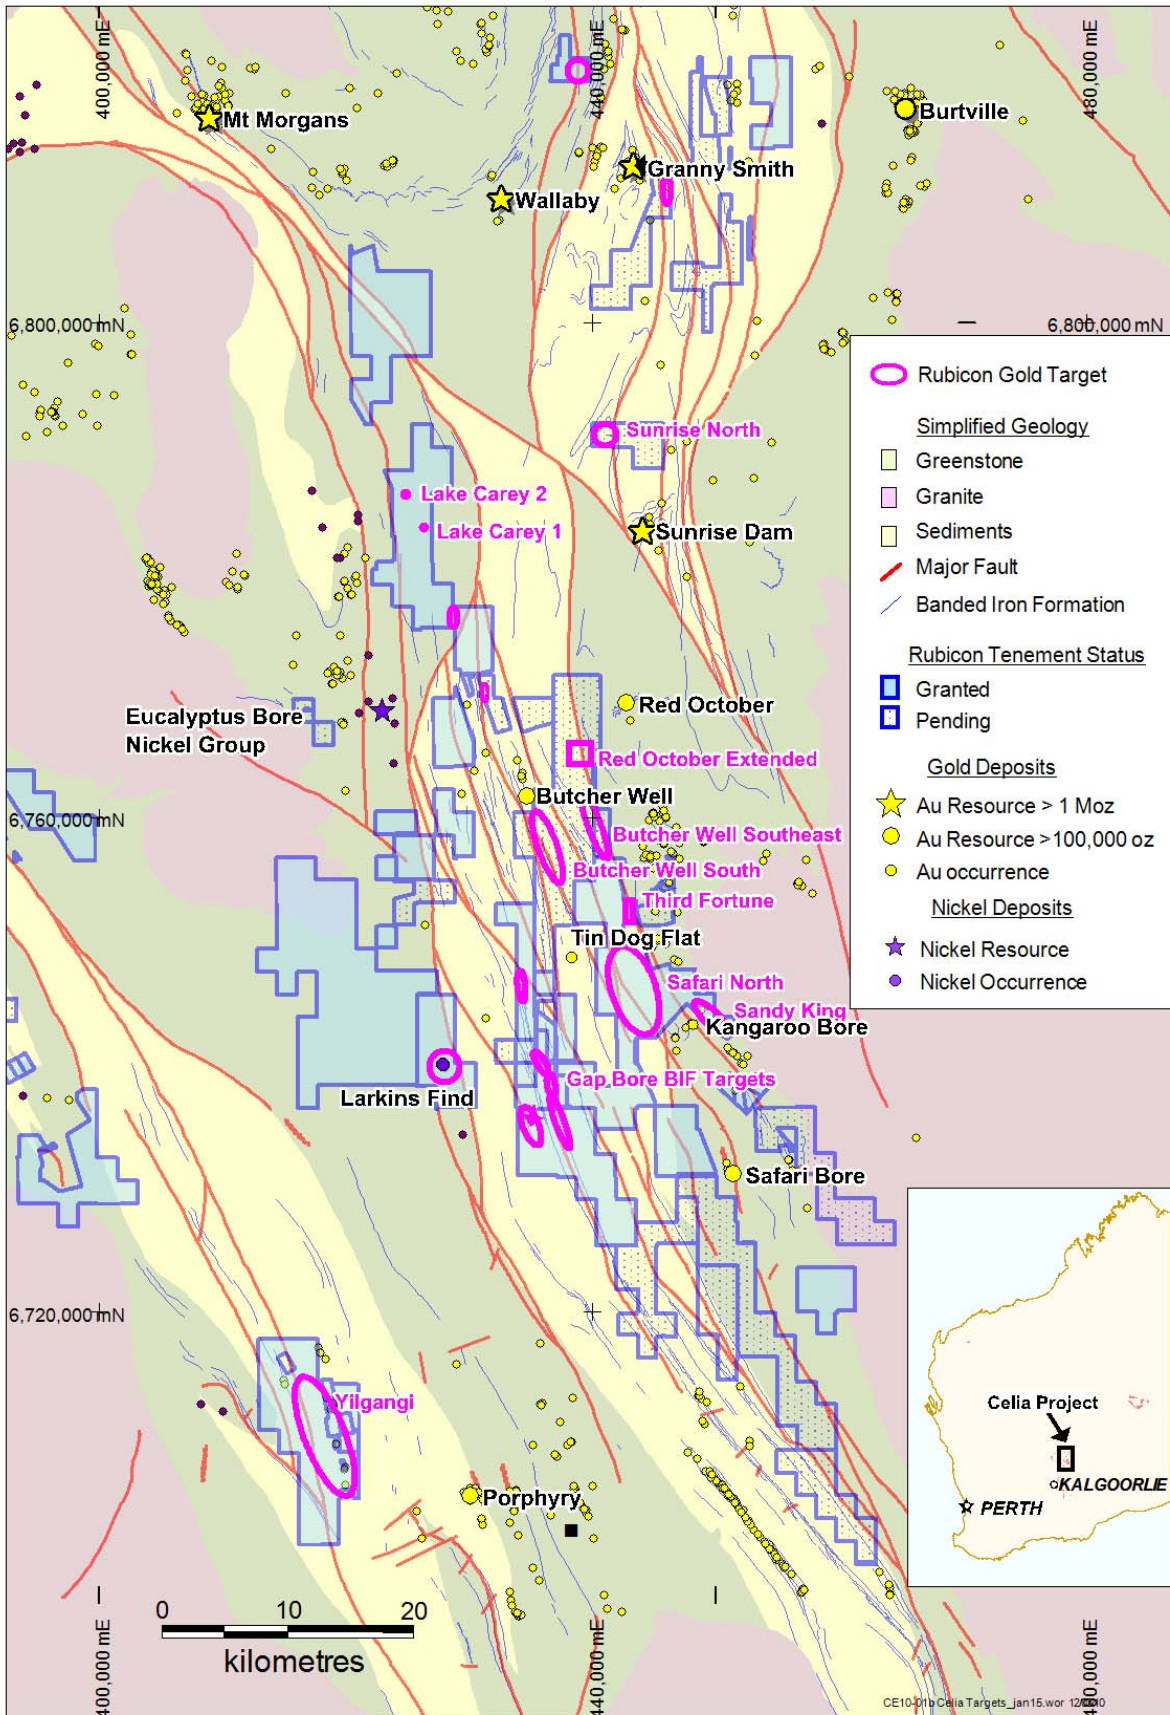 400,000 mE
440,000 mE
480,000 mE
Mt Morgans
Burtville
Granny Smith
Wallaby
6,800,000 mN
6,800,000 mN
Rubicon Gold Target
Simplified Geology
Greenstone
Granite
Sediments
Major Fault
Banded Iron Formation
Rubicon Tenement Status
Granted
Pending
Gold Deposits
Au Resource > 1 Moz
Au Resource >100,000 oz
Au occurrence
Nickel Deposits
Nickel Resource
Nickel Occurrence
Sunrise North
Lake Carey 2
Lake Carey 1
Sunrise Dam
Eucalyptus Bore
Nickel Group
Red October
Red October Extended
Butcher Well
6,760,000 mN
Butcher Well Southeast
Butcher Well South
Third Fortune
Tin Dog Flat
Safari North
Sandy King
Kangaroo Bore
Gap Bore BIF Targets
Larkins Find
Safari Bore
6,720,000 mN
Yilgangi
Porphyry
Celia Project
KALGOORLIE
PERTH
0 10 20
kilometres
400,000 mE
440,000 mE
CE10-01b Celia Targets_jan15.wor